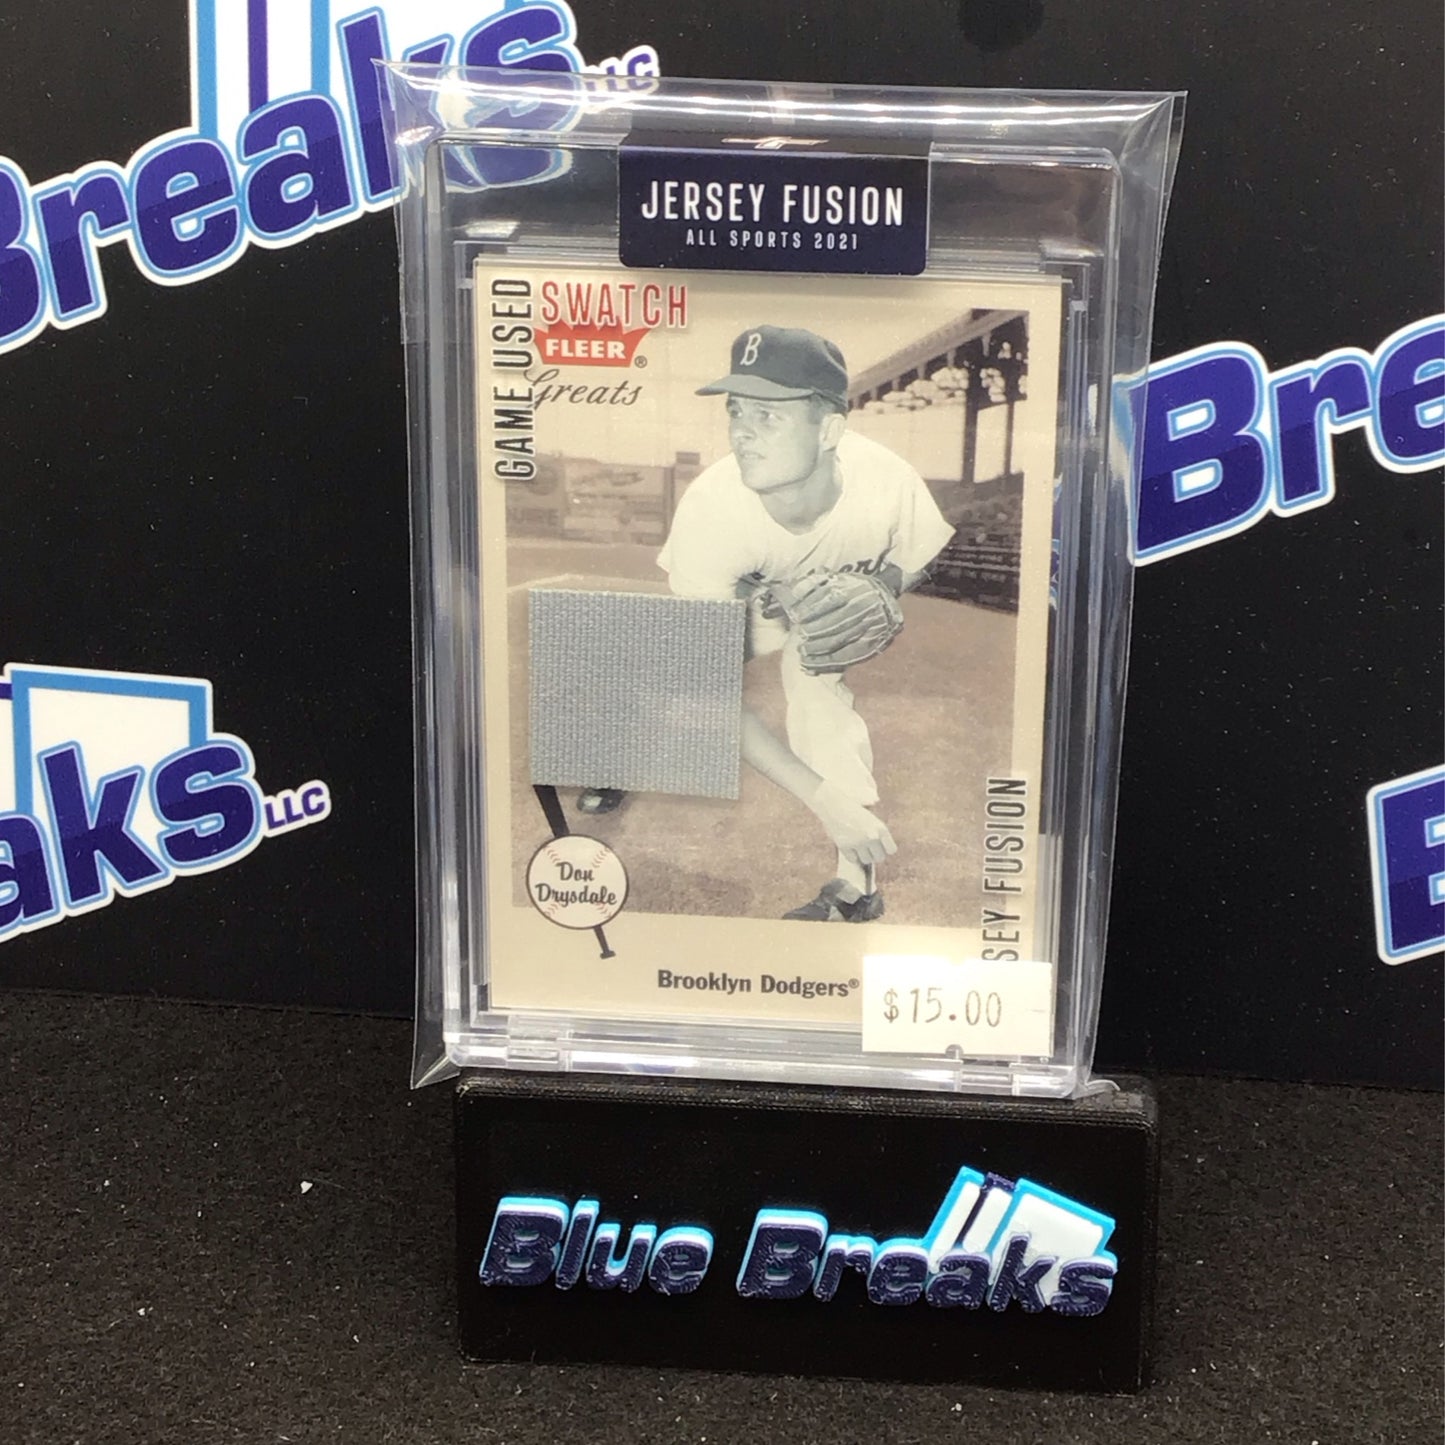 Breaks
LLC
JERSEY FUSION
ALL SPORTS 2021
GAME USED
SWATCH
FLEER®
Greats
B
Don
Drysdale
Brooklyn Dodgers®
SEY FUSION
$15.00
Bre
eaks LLC
B
Blue Breaks